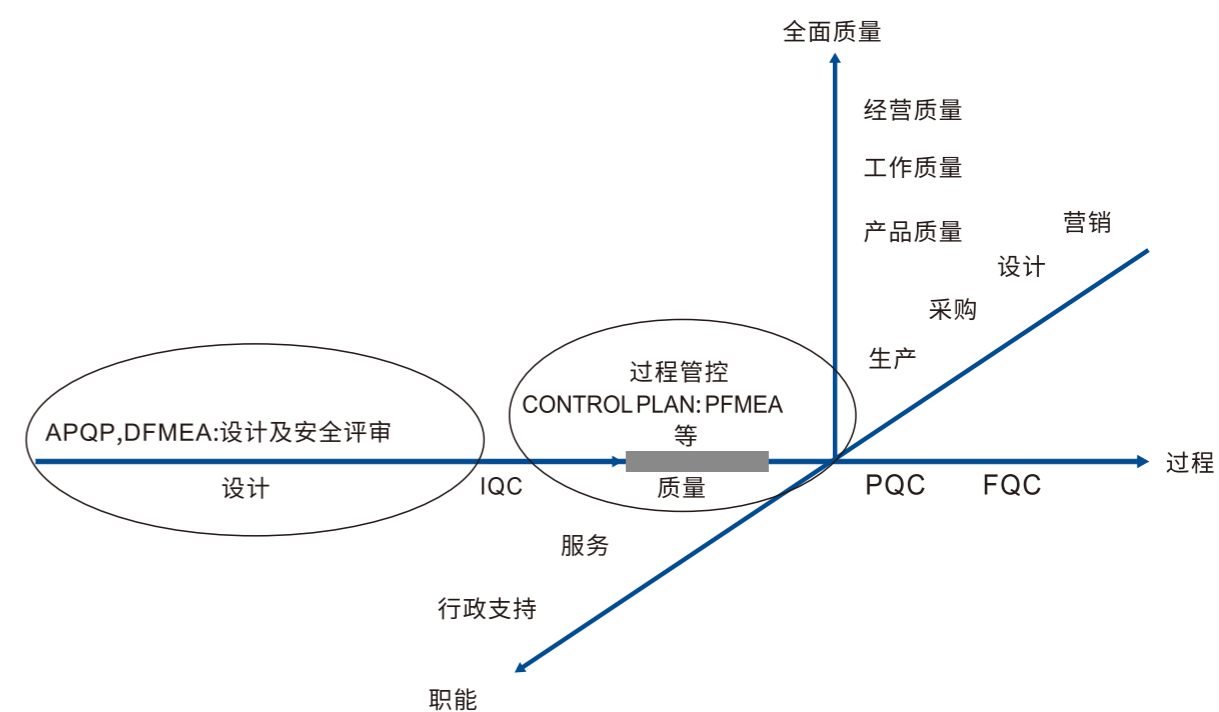 全面质量
经营质量
工作质量
产品质量
营销
设计
采购
生产
过程管控
CONTROL PLAN: PFMEA
等
APQP,DFMEA:设计及安全评审
过程
设计
IQC
质量
PQC
FQC
服务
行政支持
职能